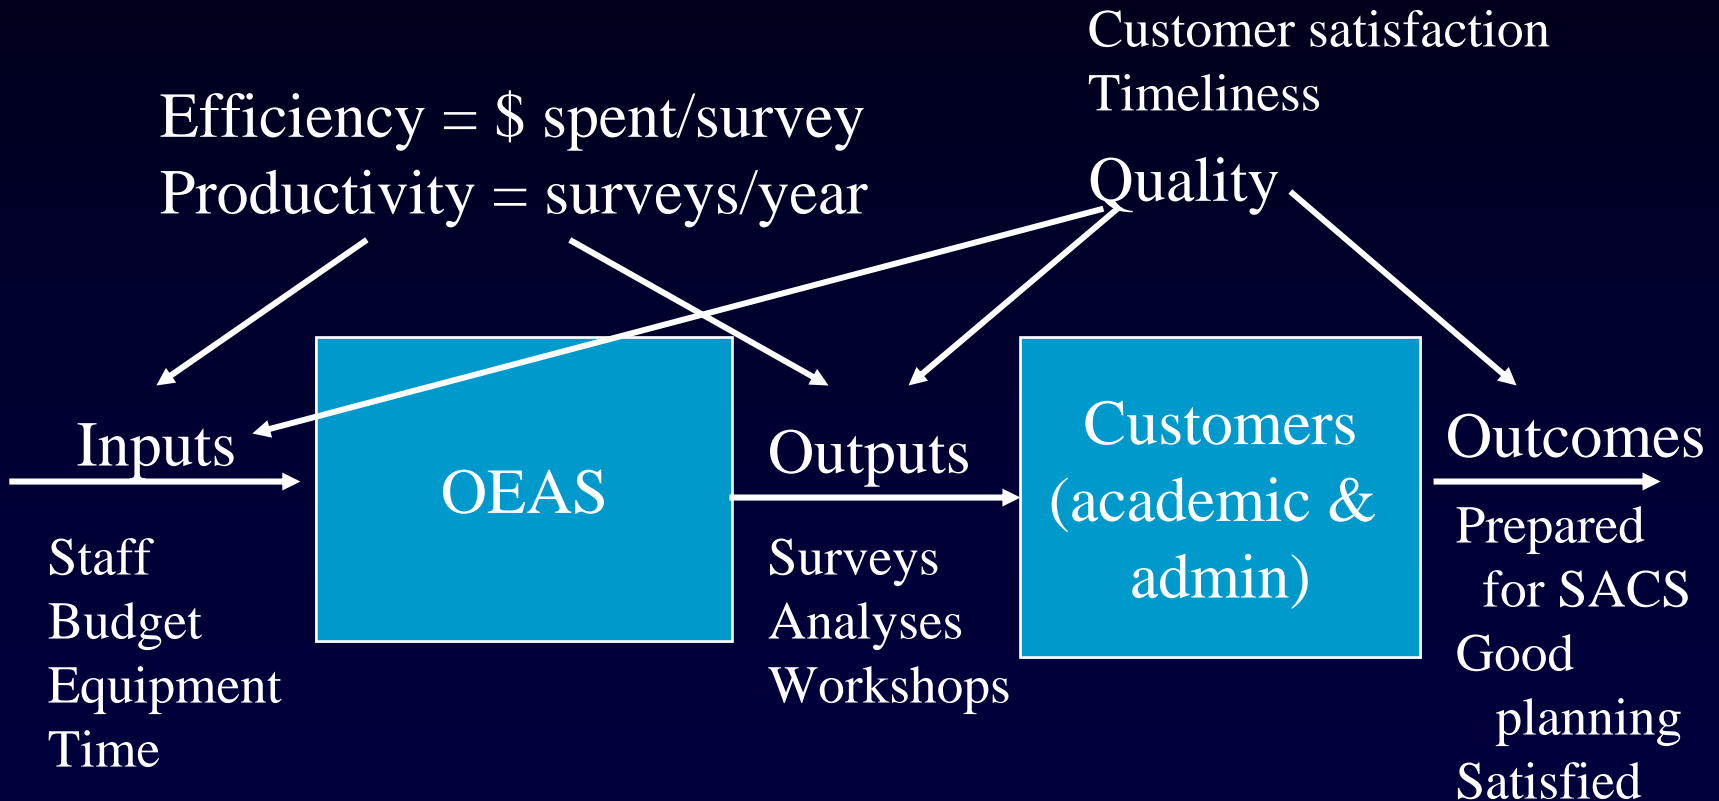 Customer satisfaction
Timeliness
Efficiency = $ spent/survey
Productivity = surveys/year
Quality
Inputs
Staff
Budget
Equipment
Time
OEAS
Outputs
Surveys
Analyses
Workshops
Customers
(academic &
admin)
Outcomes
Prepared
for SACS
Good
planning
Satisfied